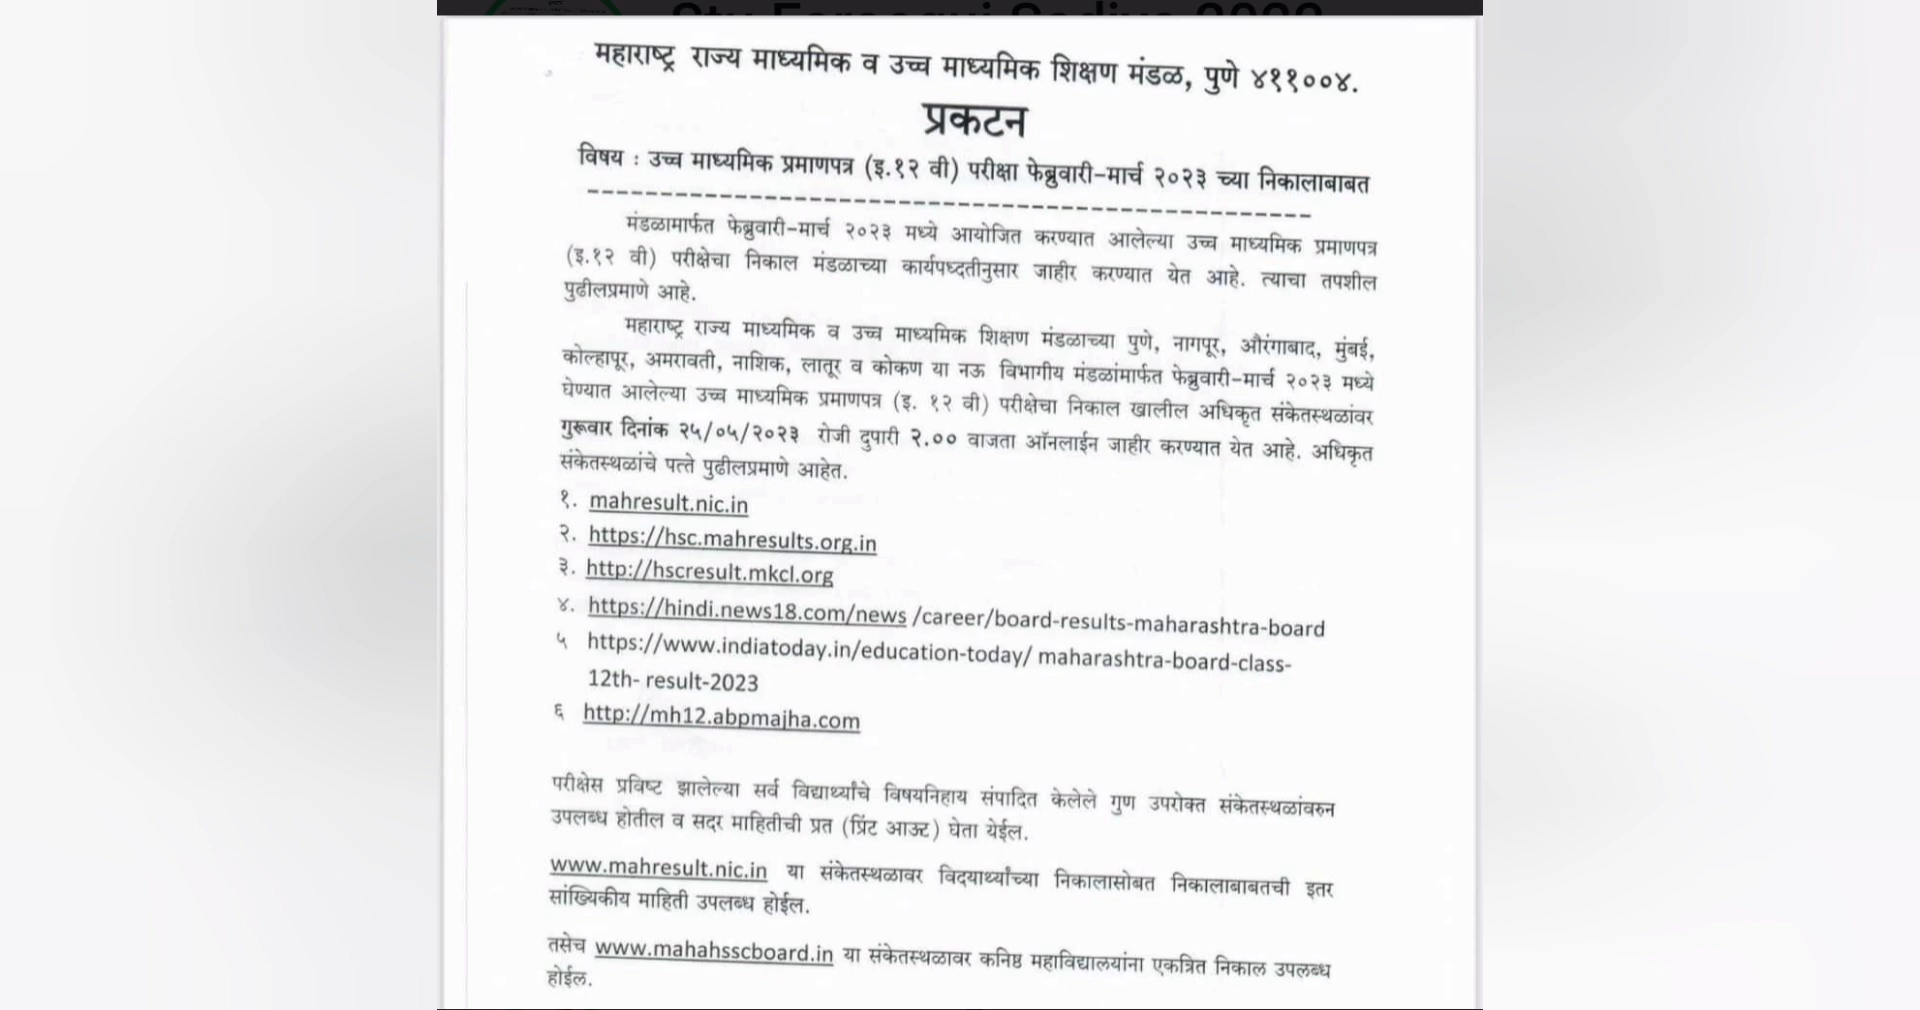 महाराष्ट्र राज्य माध्यमिक व उच्च माध्यमिक शिक्षण मंडळ, पुणे ४११००४.
प्रकटन
विषय : उच्च माध्यमिक प्रमाणपत्र (इ.१२ वी) परीक्षा फेब्रुवारी-मार्च २०२३ च्या निकालाबाबत
मंडळामार्फत फेब्रुवारी-मार्च २०२३ मध्ये आयोजित करण्यात आलेल्या उच्च माध्यमिक प्रमाणपत्र
(इ.१२ वी) परीक्षेचा निकाल मंडळाच्या कार्यपध्दतीनुसार जाहीर करण्यात येत आहे. त्याचा तपशील
पुढीलप्रमाणे आहे.
महाराष्ट्र राज्य माध्यमिक व उच्च माध्यमिक शिक्षण मंडळाच्या पुणे, नागपूर, औरंगाबाद, मुंबई,
कोल्हापूर, अमरावती, नाशिक, लातूर व कोकण या नऊ विभागीय मंडळांमार्फत फेब्रुवारी-मार्च २०२३ मध्ये
घेण्यात आलेल्या उच्च माध्यमिक प्रमाणपत्र (इ. १२ वी) परीक्षेचा निकाल खालील अधिकृत संकेतस्थळांवर
गुरूवार दिनांक २५/०५/२०२३ रोजी दुपारी २.०० वाजता ऑनलाईन जाहीर करण्यात येत आहे. अधिकृत
संकेतस्थळांचे पत्ते पुढीलप्रमाणे आहेत.
१. mahresult.nic.in
२. https://hsc.mahresults.org.in
३. http://hscresult.mkcl.org
४. https://hindi.news18.com/news /career/board-results-maharashtra-board
५ https://www.indiatoday.in/education-today/ maharashtra-board-class-
12th- result-2023
६ http://mh12.abpmajha.com
परीक्षेस प्रविष्ट झालेल्या सर्व विद्यार्थ्यांचे विषयनिहाय संपादित केलेले गुण उपरोक्त संकेतस्थळांवरुन
उपलब्ध होतील व सदर माहितीची प्रत (प्रिंट आऊट) घेता येईल.
www.mahresult.nic.in या संकेतस्थळावर विदयार्थ्यांच्या निकालासोबत निकालाबाबतची इतर
सांख्यिकीय माहिती उपलब्ध होईल.
तसेच www.mahahsscboard.in या संकेतस्थळावर कनिष्ठ महाविद्यालयांना एकत्रित निकाल उपलब्ध
होईल.